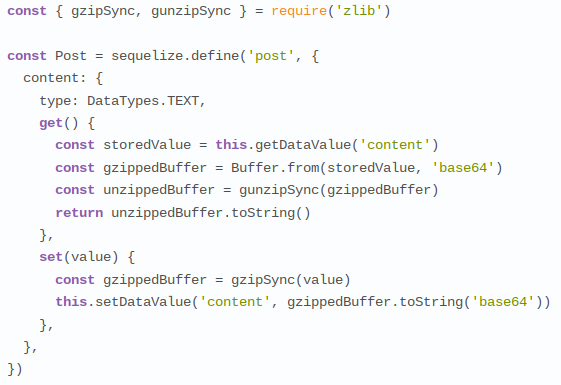 const { gzipSync, gunzipSync } = require('zlib')

const Post = sequelize.define('post', {
  content: {
    type: DataTypes.TEXT,
    get() {
      const storedValue = this.getDataValue('content')
      const gzippedBuffer = Buffer.from(storedValue, 'base64')
      const unzippedBuffer = gunzipSync(gzippedBuffer)
      return unzippedBuffer.toString()
    },
    set(value) {
      const gzippedBuffer = gzipSync(value)
      this.setDataValue('content', gzippedBuffer.toString('base64'))
    },
  },
})